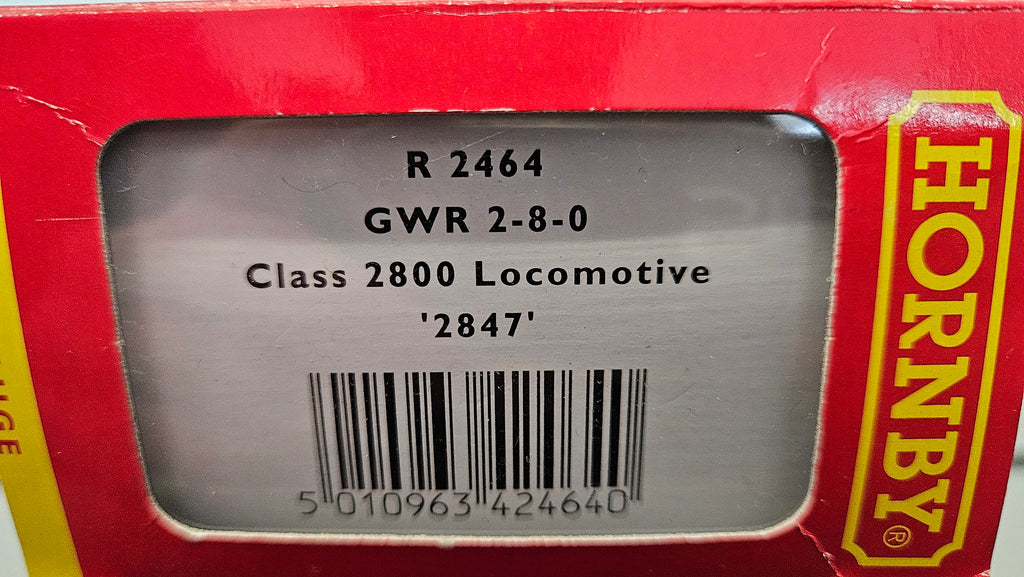 R 2464
GWR 2-8-0
Class 2800 Locomotive
'2847'
5 010963 424640
HORNBY®